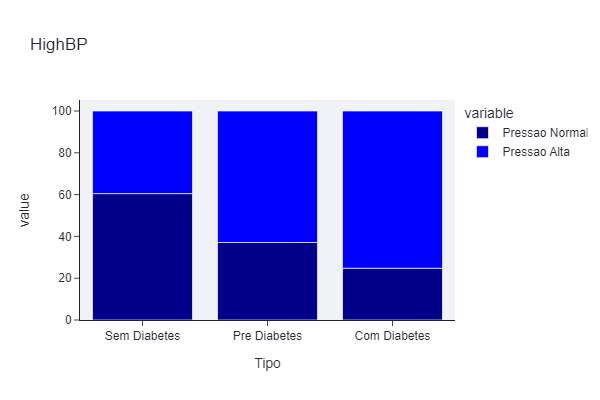 HighBP
variable
Pressao Normal
Pressao Alta
100
80
60
40
20
0
value
Sem Diabetes
Pre Diabetes
Com Diabetes
Tipo